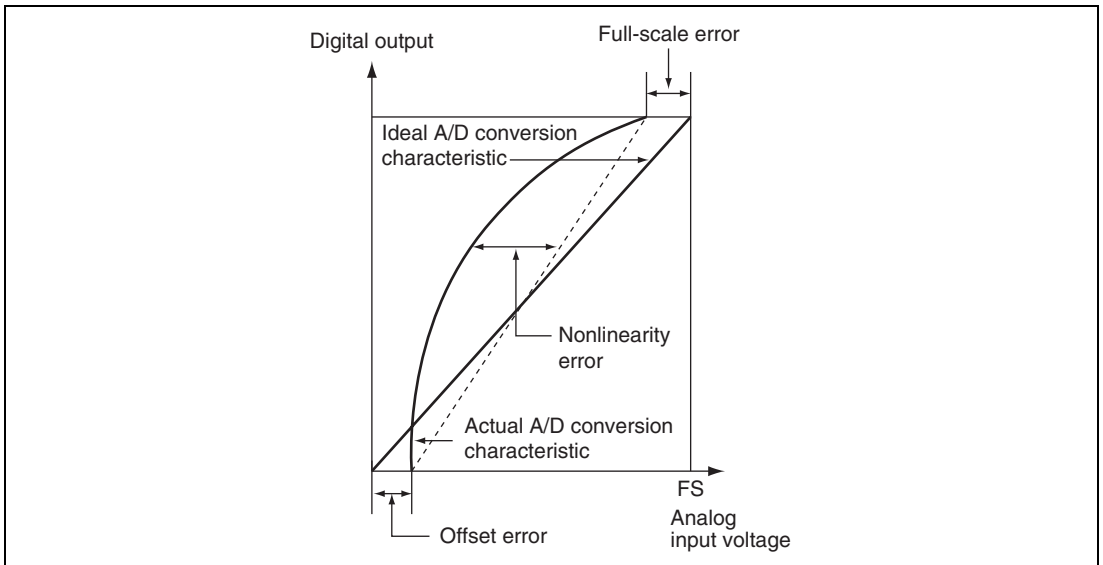 Digital output
Full-scale error
Ideal A/D conversion
characteristic
Nonlinearity
error
Actual A/D conversion
characteristic
FS
Analog
input voltage
Offset error